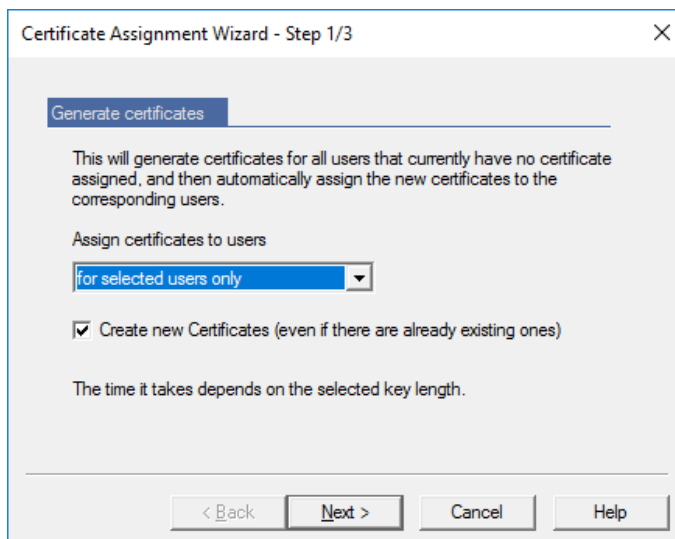 Certificate Assignment Wizard - Step 1/3
Generate certificates
This will generate certificates for all users that currently have no certificate
assigned, and then automatically assign the new certificates to the
corresponding users.
Assign certificates to users
for selected users only
Create new Certificates (even if there are already existing ones)
The time it takes depends on the selected key length.
< Back Next > Cancel Help